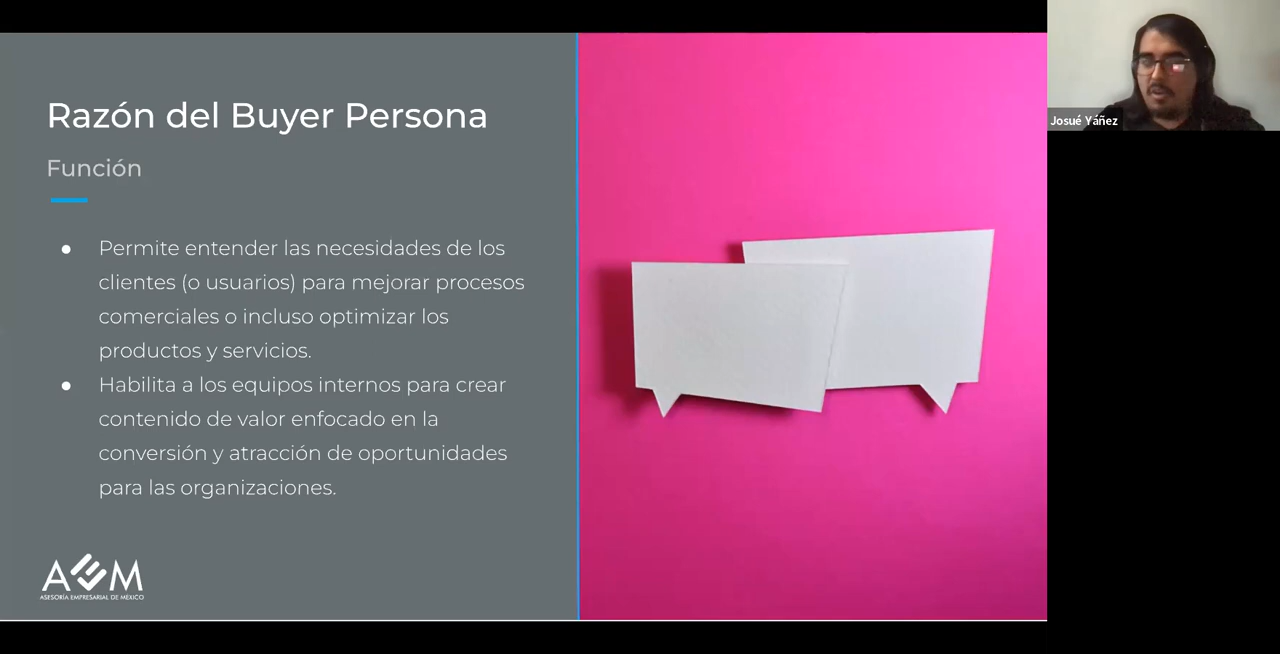 Razón del Buyer Persona
Función
● Permite entender las necesidades de los
clientes (o usuarios) para mejorar procesos
comerciales o incluso optimizar los
productos y servicios.
● Habilita a los equipos internos para crear
contenido de valor enfocado en la
conversión y atracción de oportunidades
para las organizaciones.
AEM
ASESORÍA EMPRESARIAL DE MÉXICO
Josué Yáñez